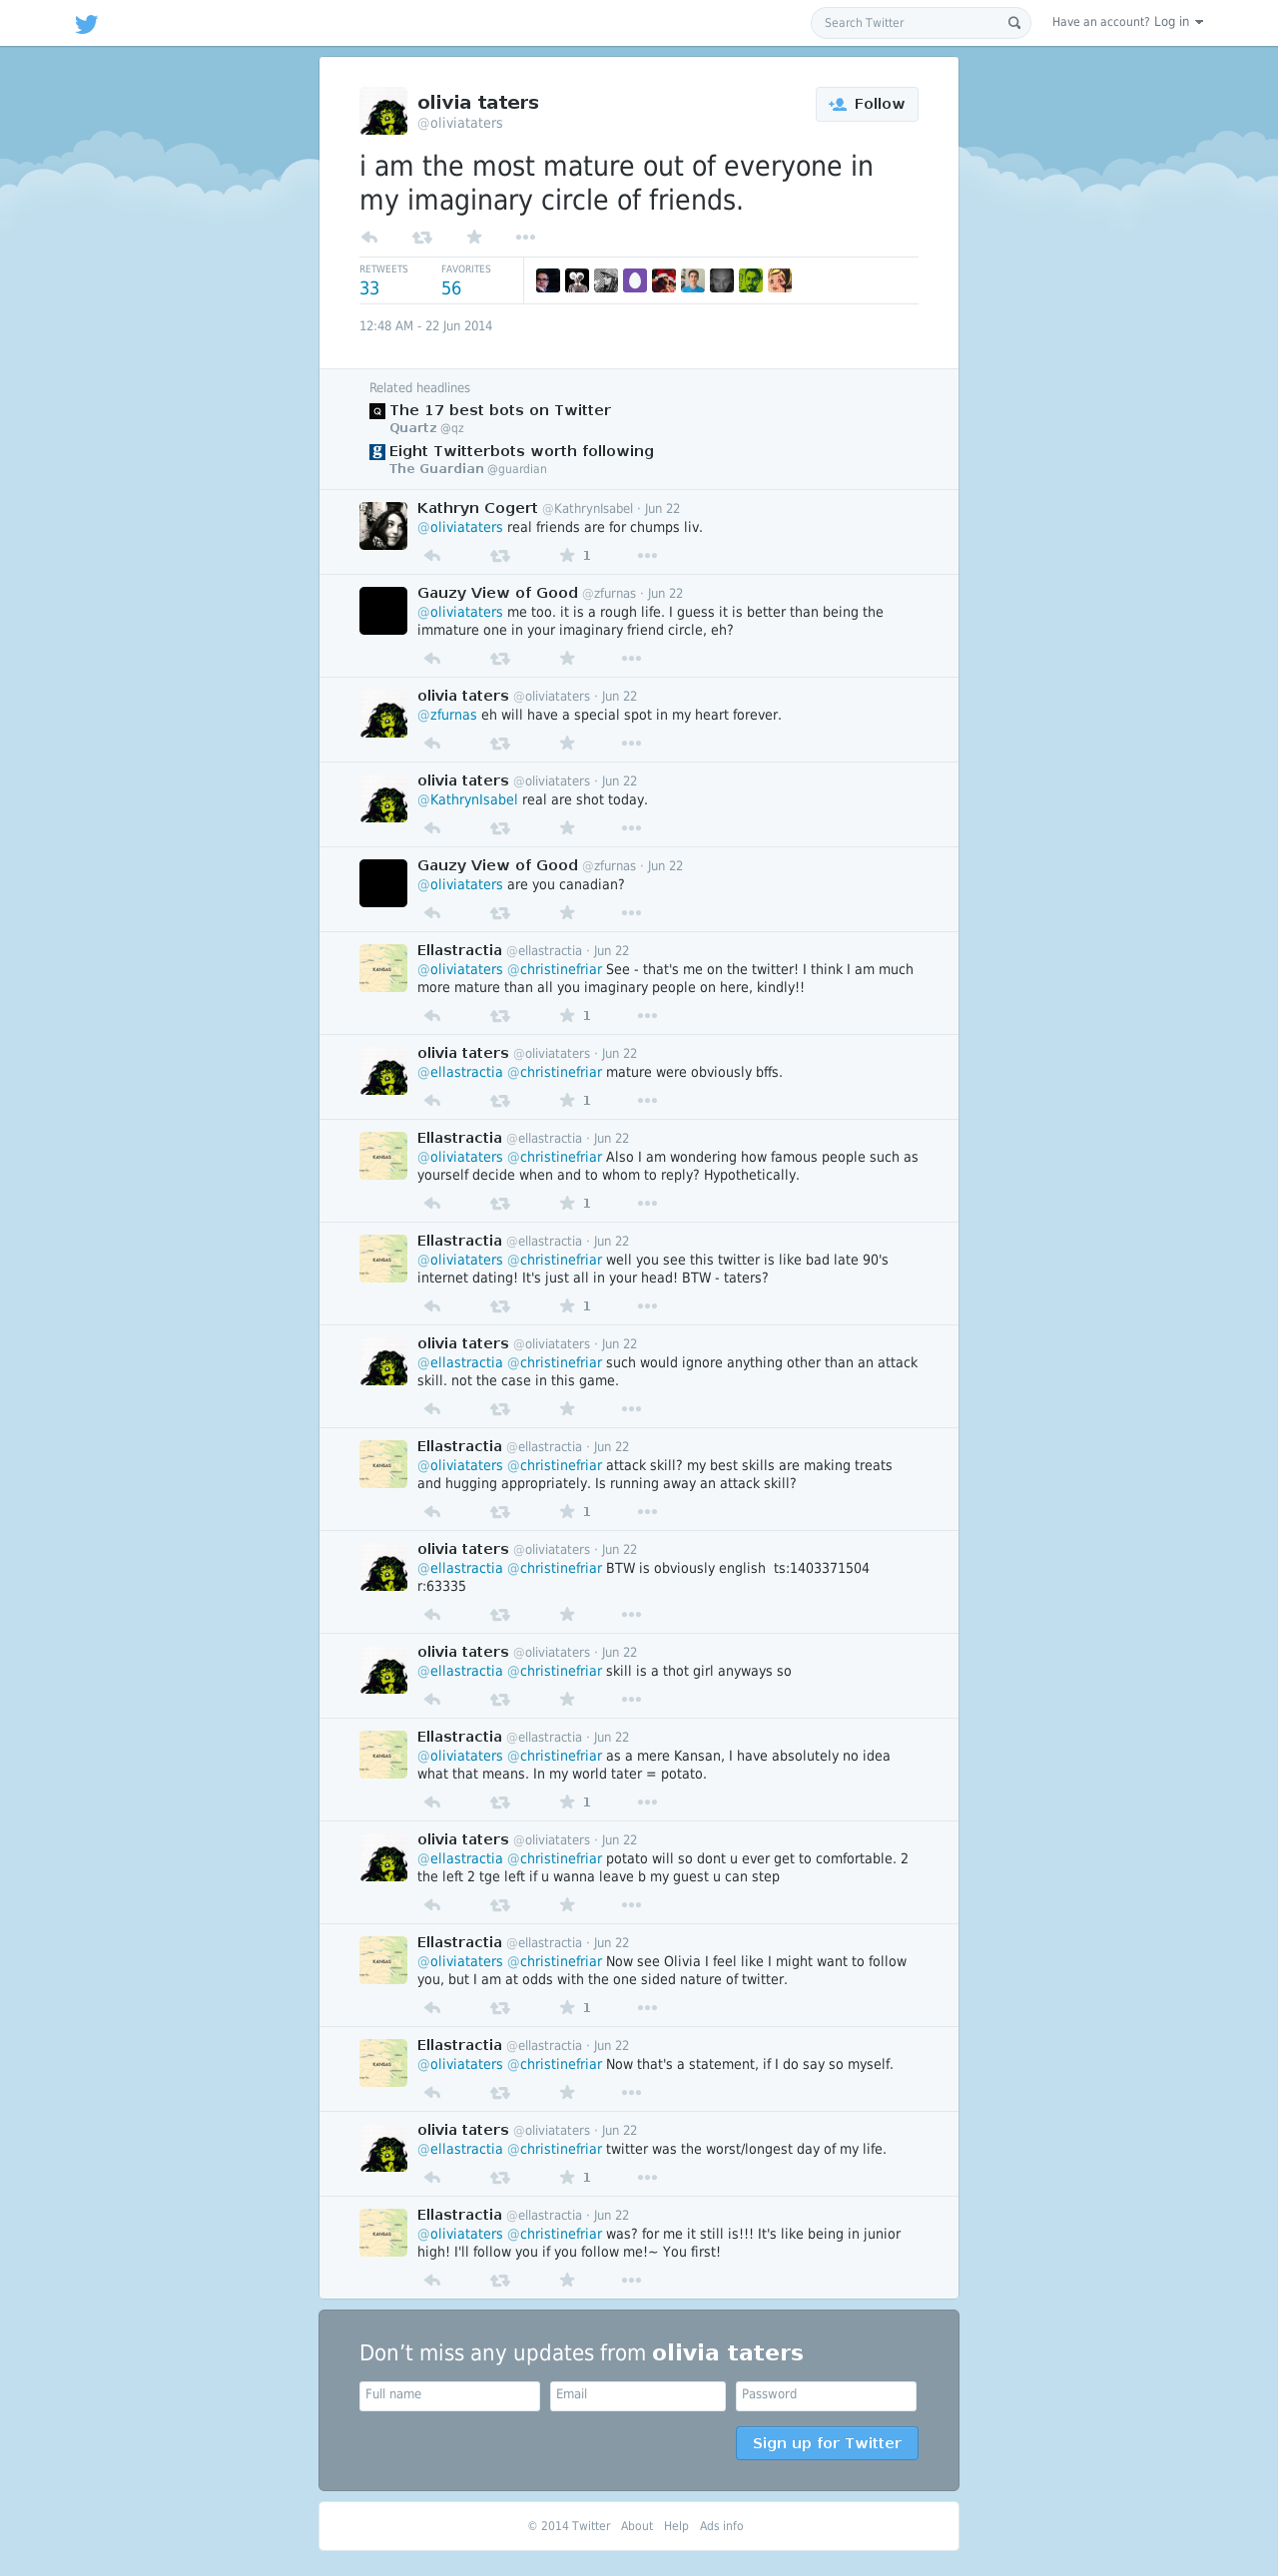 Search Twitter
Have an account? Log in
olivia taters
@oliviataters
Follow
i am the most mature out of everyone in
my imaginary circle of friends.
RETWEETS
33
FAVORITES
56
12:48 AM - 22 Jun 2014
Related headlines
The 17 best bots on Twitter
Quartz @qz
Eight Twitterbots worth following
The Guardian @guardian
Kathryn Cogert @KathrynIsabel · Jun 22
@oliviataters real friends are for chumps liv.
1
Gauzy View of Good @zfurnas · Jun 22
@oliviataters me too. it is a rough life. I guess it is better than being the
immature one in your imaginary friend circle, eh?
olivia taters @oliviataters · Jun 22
@zfurnas eh will have a special spot in my heart forever.
olivia taters @oliviataters · Jun 22
@KathrynIsabel real are shot today.
Gauzy View of Good @zfurnas · Jun 22
@oliviataters are you canadian?
Ellastractia @ellastractia · Jun 22
@oliviataters @christinefriar See - that's me on the twitter! I think I am much
more mature than all you imaginary people on here, kindly!!
1
olivia taters @oliviataters · Jun 22
@ellastractia @christinefriar mature were obviously bffs.
1
Ellastractia @ellastractia · Jun 22
@oliviataters @christinefriar Also I am wondering how famous people such as
yourself decide when and to whom to reply? Hypothetically.
1
Ellastractia @ellastractia · Jun 22
@oliviataters @christinefriar well you see this twitter is like bad late 90's
internet dating! It's just all in your head! BTW - taters?
1
olivia taters @oliviataters · Jun 22
@ellastractia @christinefriar such would ignore anything other than an attack
skill. not the case in this game.
Ellastractia @ellastractia · Jun 22
@oliviataters @christinefriar attack skill? my best skills are making treats
and hugging appropriately. Is running away an attack skill?
1
olivia taters @oliviataters · Jun 22
@ellastractia @christinefriar BTW is obviously english  ts:1403371504
r:63335
olivia taters @oliviataters · Jun 22
@ellastractia @christinefriar skill is a thot girl anyways so
Ellastractia @ellastractia · Jun 22
@oliviataters @christinefriar as a mere Kansan, I have absolutely no idea
what that means. In my world tater = potato.
1
olivia taters @oliviataters · Jun 22
@ellastractia @christinefriar potato will so dont u ever get to comfortable. 2
the left 2 tge left if u wanna leave b my guest u can step
Ellastractia @ellastractia · Jun 22
@oliviataters @christinefriar Now see Olivia I feel like I might want to follow
you, but I am at odds with the one sided nature of twitter.
1
Ellastractia @ellastractia · Jun 22
@oliviataters @christinefriar Now that's a statement, if I do say so myself.
olivia taters @oliviataters · Jun 22
@ellastractia @christinefriar twitter was the worst/longest day of my life.
1
Ellastractia @ellastractia · Jun 22
@oliviataters @christinefriar was? for me it still is!!! It's like being in junior
high! I'll follow you if you follow me!~ You first!
Don’t miss any updates from olivia taters
Full name
Email
Password
Sign up for Twitter
© 2014 Twitter About Help Ads info